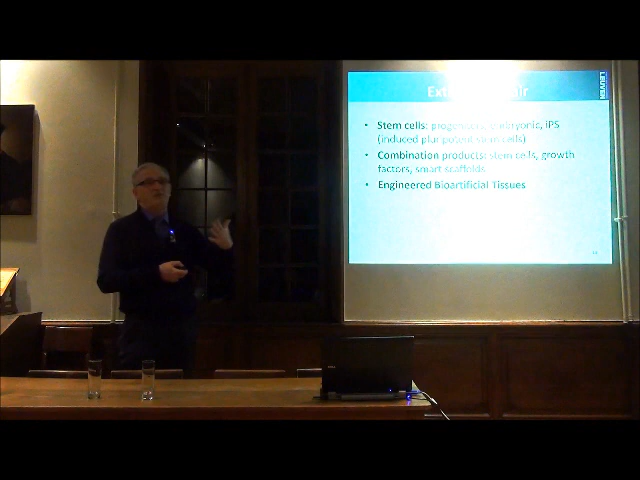 Stem cells: progenitors, embryonic, iPS
(induced pluripotent stem cells)
Combination products: stem cells, growth
factors, smart scaffolds
Engineered Bioartificial Tissues
LEUVEN